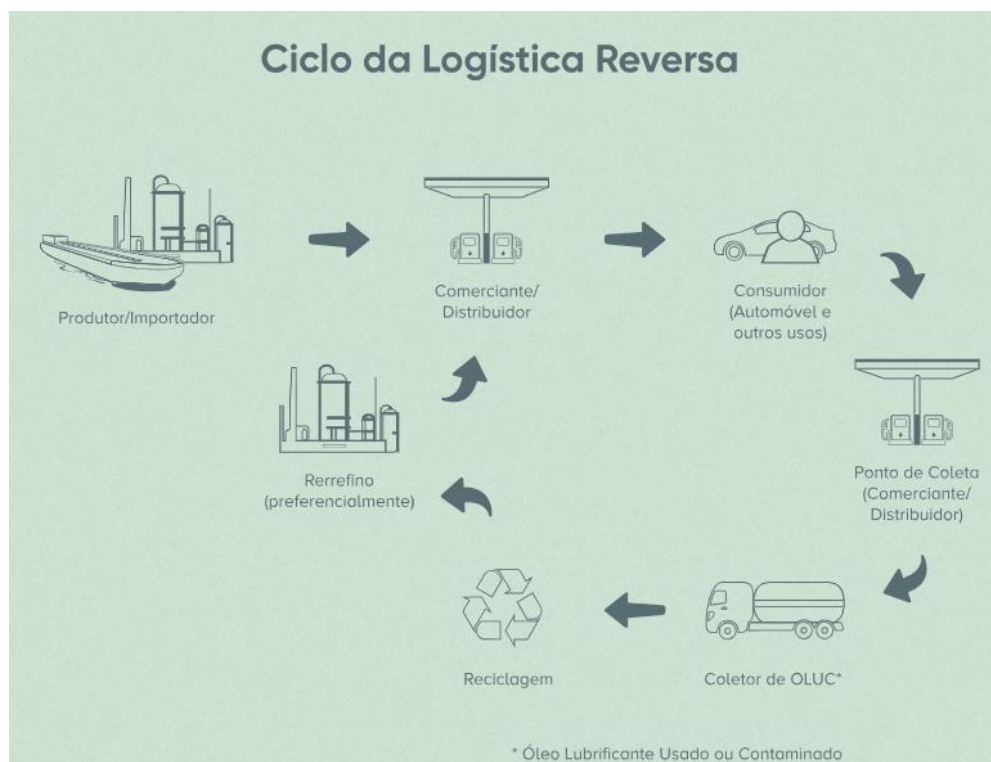 Ciclo da Logística Reversa
Produtor/Importador
Comerciante/
Distribuidor
Consumidor
(Automóvel e
outros usos)
Ponto de Coleta
(Comerciante/
Distribuidor)
Coletor de OLUC*
Reciclagem
Rerrefino
(preferencialmente)
* Óleo Lubrificante Usado ou Contaminado